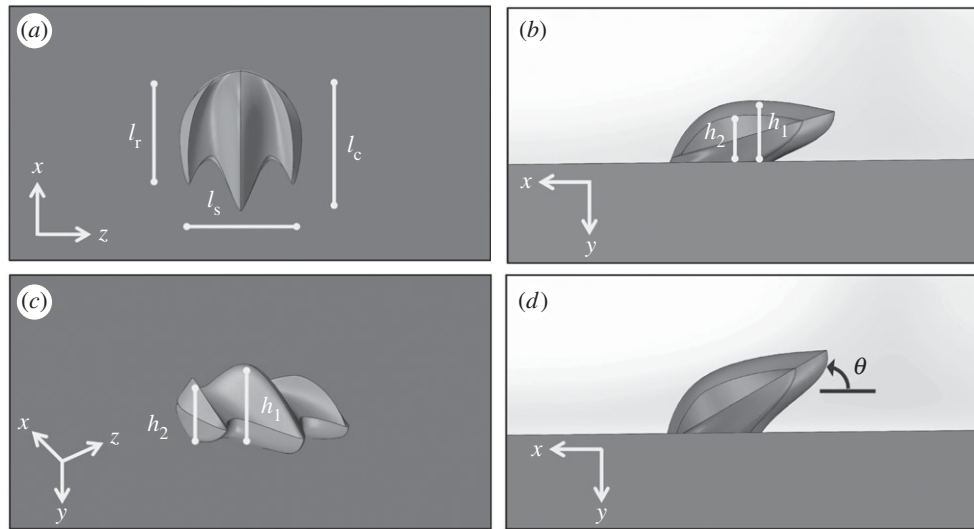 (a)
l_r
l_c
l_s
x
z
(b)
h_2
h_1
x
y
(c)
h_2
h_1
x
z
y
(d)
θ
x
y